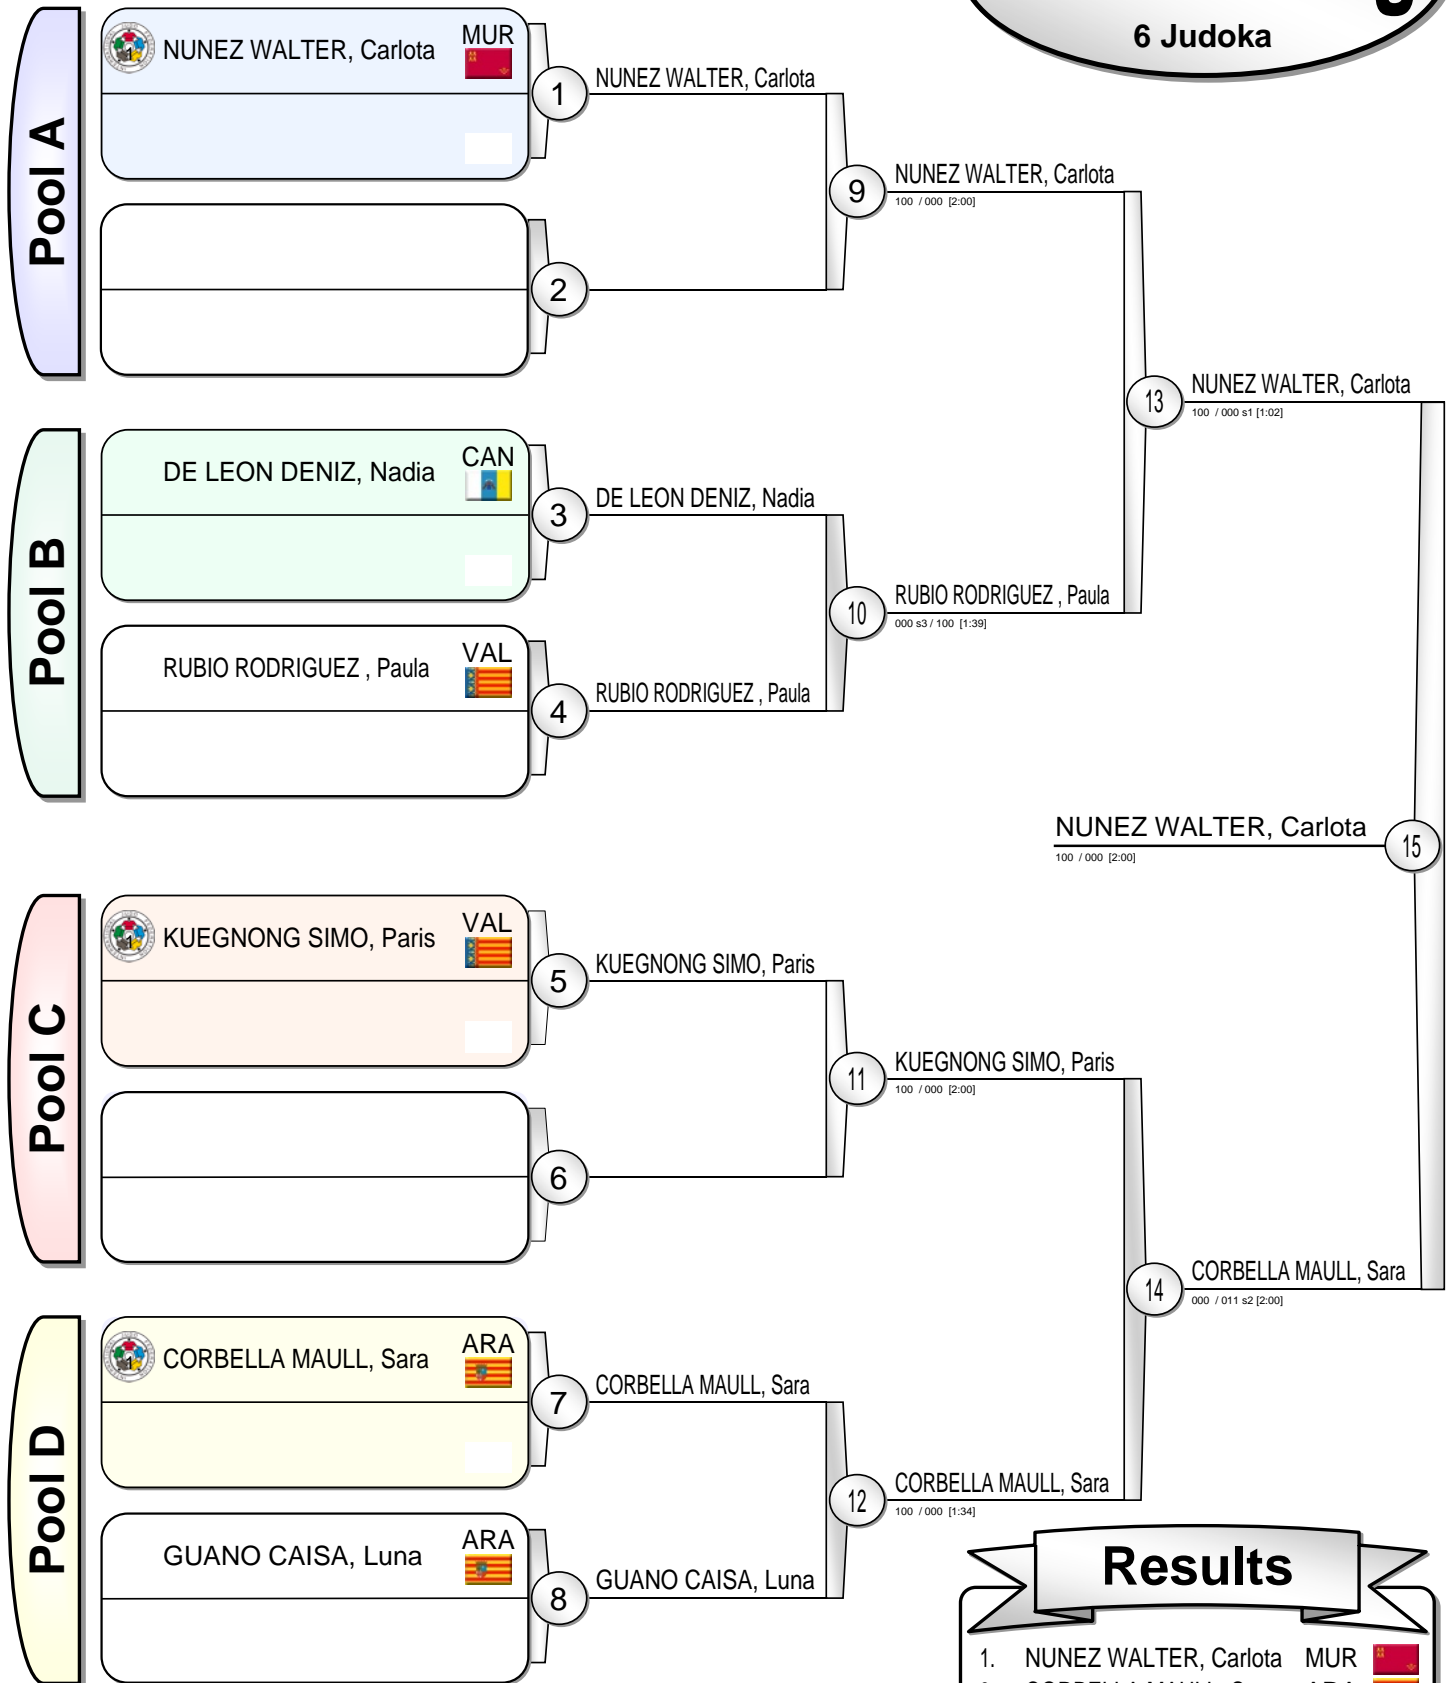 6 Judoka
Pool A
NUNEZ WALTER, Carlota MUR
1
NUNEZ WALTER, Carlota
2
9
NUNEZ WALTER, Carlota
100 / 000 [2:00]
13
NUNEZ WALTER, Carlota
100 / 000 s1 [1:02]
Pool B
DE LEON DENIZ, Nadia CAN
3
DE LEON DENIZ, Nadia
10
RUBIO RODRIGUEZ , Paula
000 s3 / 100 [1:39]
RUBIO RODRIGUEZ , Paula VAL
4
RUBIO RODRIGUEZ , Paula
NUNEZ WALTER, Carlota
15
100 / 000 [2:00]
Pool C
KUEGNONG SIMO, Paris VAL
5
KUEGNONG SIMO, Paris
11
KUEGNONG SIMO, Paris
100 / 000 [2:00]
6
14
CORBELLA MAULL, Sara
000 / 011 s2 [2:00]
Pool D
CORBELLA MAULL, Sara ARA
7
CORBELLA MAULL, Sara
12
CORBELLA MAULL, Sara
100 / 000 [1:34]
GUANO CAISA, Luna ARA
8
GUANO CAISA, Luna
Results
1. NUNEZ WALTER, Carlota MUR